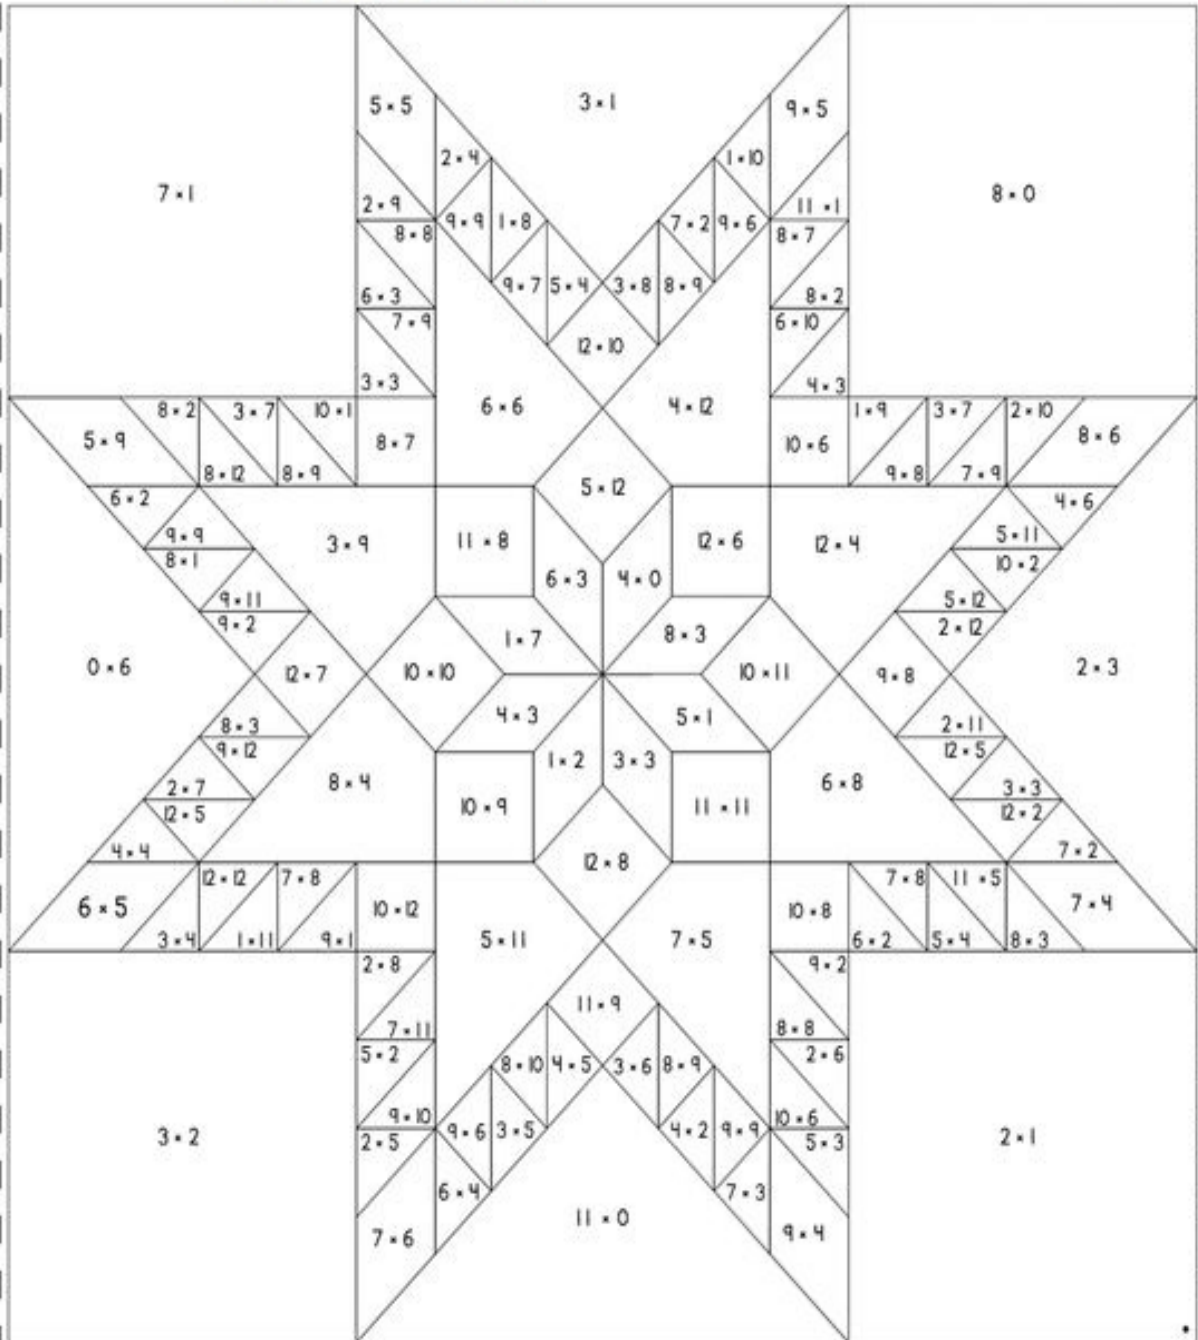 3 × 1
5 × 5
9 × 5
2 × 4
1 × 10
7 × 1
8 × 0
2 × 9
11 × 1
9 × 9
1 × 8
7 × 2
9 × 6
8 × 8
8 × 7
9 × 7
5 × 4
3 × 8
8 × 9
6 × 3
8 × 2
7 × 9
6 × 10
12 × 10
3 × 3
4 × 3
6 × 6
4 × 12
8 × 2
3 × 7
10 × 1
1 × 9
3 × 7
2 × 10
5 × 9
8 × 7
10 × 6
8 × 6
8 × 12
8 × 9
9 × 8
7 × 9
5 × 12
6 × 2
4 × 6
9 × 9
3 × 9
11 × 8
12 × 6
12 × 4
5 × 11
8 × 1
10 × 2
6 × 3
4 × 0
9 × 11
5 × 12
9 × 2
2 × 12
1 × 7
8 × 3
0 × 6
12 × 7
10 × 10
10 × 11
9 × 8
2 × 3
4 × 3
5 × 1
8 × 3
2 × 11
9 × 12
12 × 5
1 × 2
3 × 3
8 × 4
6 × 8
2 × 7
3 × 3
12 × 5
10 × 9
11 × 11
12 × 2
4 × 4
7 × 2
12 × 8
12 × 12
7 × 8
7 × 8
11 × 5
6 × 5
10 × 12
10 × 8
7 × 4
3 × 4
1 × 11
9 × 1
5 × 11
7 × 5
6 × 2
5 × 4
8 × 3
2 × 8
9 × 2
11 × 9
7 × 11
8 × 8
5 × 2
2 × 6
8 × 10
4 × 5
3 × 6
8 × 9
9 × 10
10 × 6
2 × 5
9 × 6
3 × 5
4 × 2
9 × 9
5 × 3
3 × 2
2 × 1
6 × 4
7 × 3
11 × 0
7 × 6
9 × 4